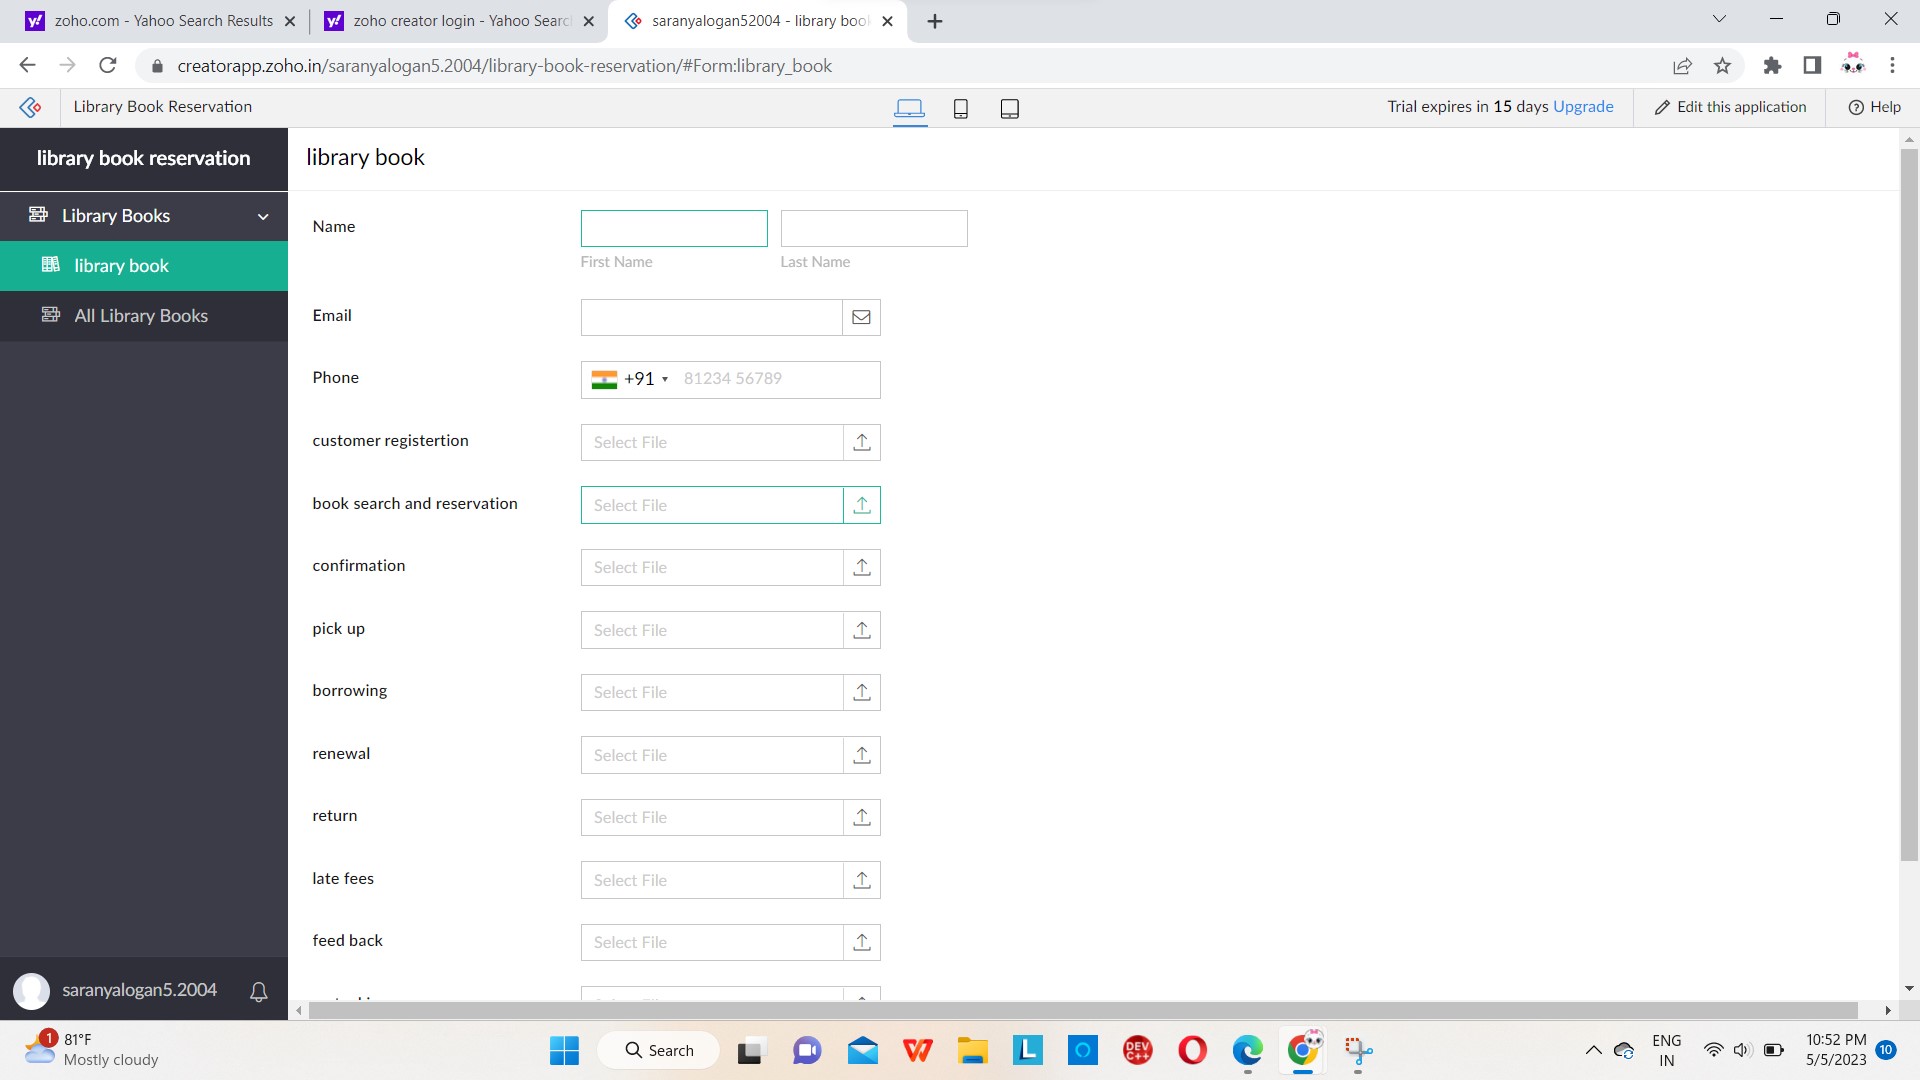 zoho.com - Yahoo Search Results
zoho creator login - Yahoo Searc
saranyalogan52004 - library book
creatorapp.zoho.in/saranyalogan5.2004/library-book-reservation/#Form:library_book
Library Book Reservation
Trial expires in 15 days Upgrade
Edit this application
Help
library book reservation
Library Books
library book
All Library Books
saranyalogan5.2004
library book
Name
First Name
Last Name
Email
Phone
+91
81234 56789
customer registertion
Select File
book search and reservation
Select File
confirmation
Select File
pick up
Select File
borrowing
Select File
renewal
Select File
return
Select File
late fees
Select File
feed back
Select File
1
81°F
Mostly cloudy
Search
L
DEV
C++
ENG
IN
10:52 PM
5/5/2023
10